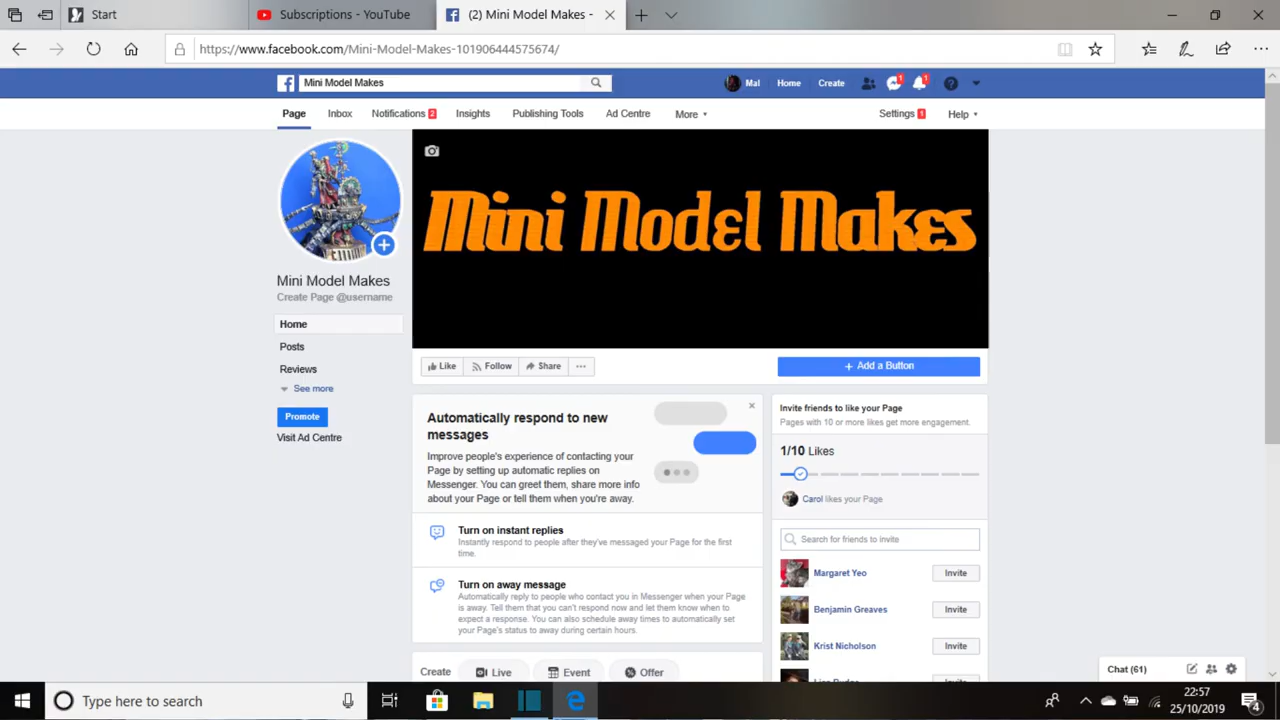 Start
Subscriptions - YouTube
(2) Mini Model Makes -
https://www.facebook.com/Mini-Model-Makes-101906444575674/
Mini Model Makes
Mal
Home
Create
1
1
Page
Inbox
Notifications 2
Insights
Publishing Tools
Ad Centre
More
Settings 1
Help
Mini Model Makes
Mini Model Makes
Create Page @username
Home
Posts
Reviews
See more
Promote
Visit Ad Centre
Like
Follow
Share
+ Add a Button
Automatically respond to new
messages
Improve people's experience of contacting your
Page by setting up automatic replies on
Messenger. You can greet them, share more info
about your Page or tell them when you're away.
Turn on instant replies
Instantly respond to people after they've messaged your Page for the first
time.
Turn on away message
Automatically reply to people who contact you in Messenger when your Page
is away. Tell them that you can't respond now and let them know when to
expect a response. You can also schedule away times to automatically set
your Page's status to away during certain hours.
Create
Live
Event
Offer
Invite friends to like your Page
Pages with 10 or more likes get more engagement.
1/10 Likes
Carol likes your Page
Search for friends to invite
Margaret Yeo
Invite
Benjamin Greaves
Invite
Krist Nicholson
Invite
Chat (61)
Type here to search
22:57
25/10/2019
4